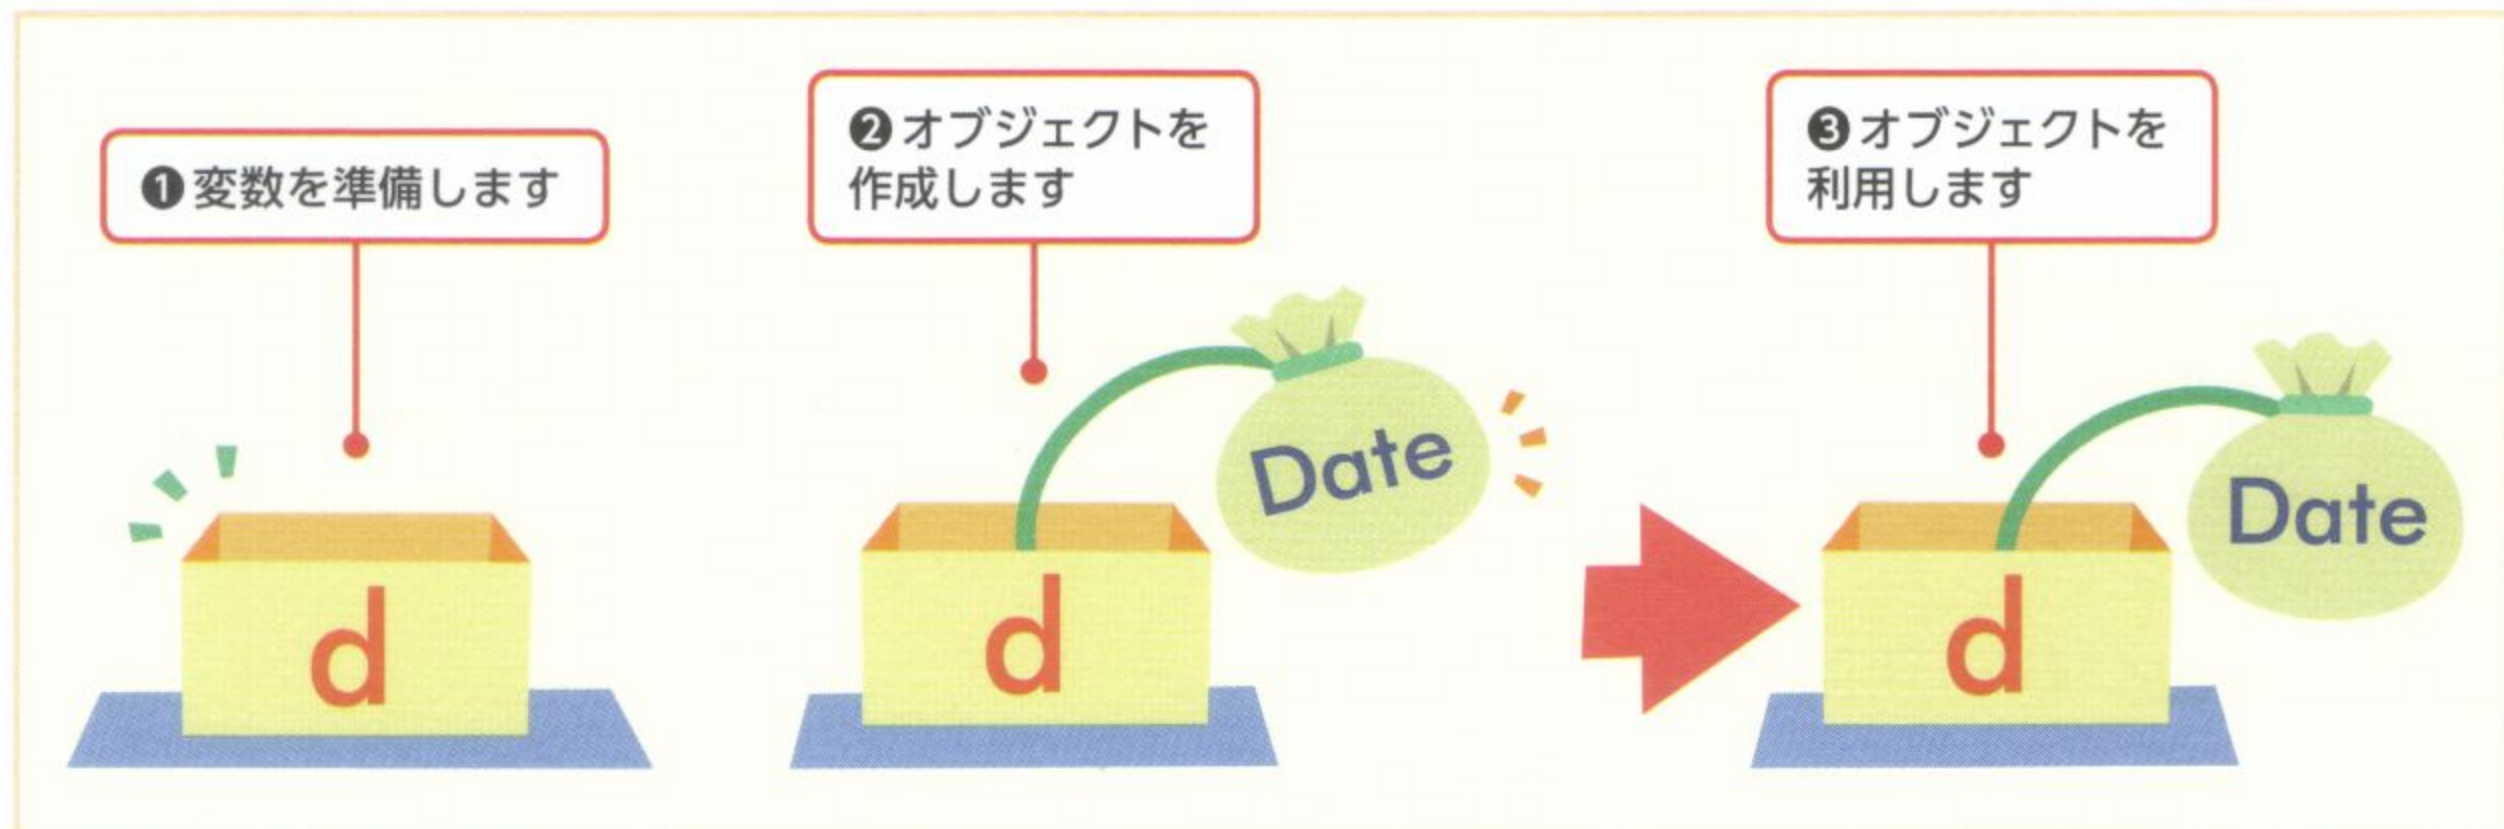 ❶変数を準備します
d
❷オブジェクトを
作成します
Date
d
❸オブジェクトを
利用します
Date
d